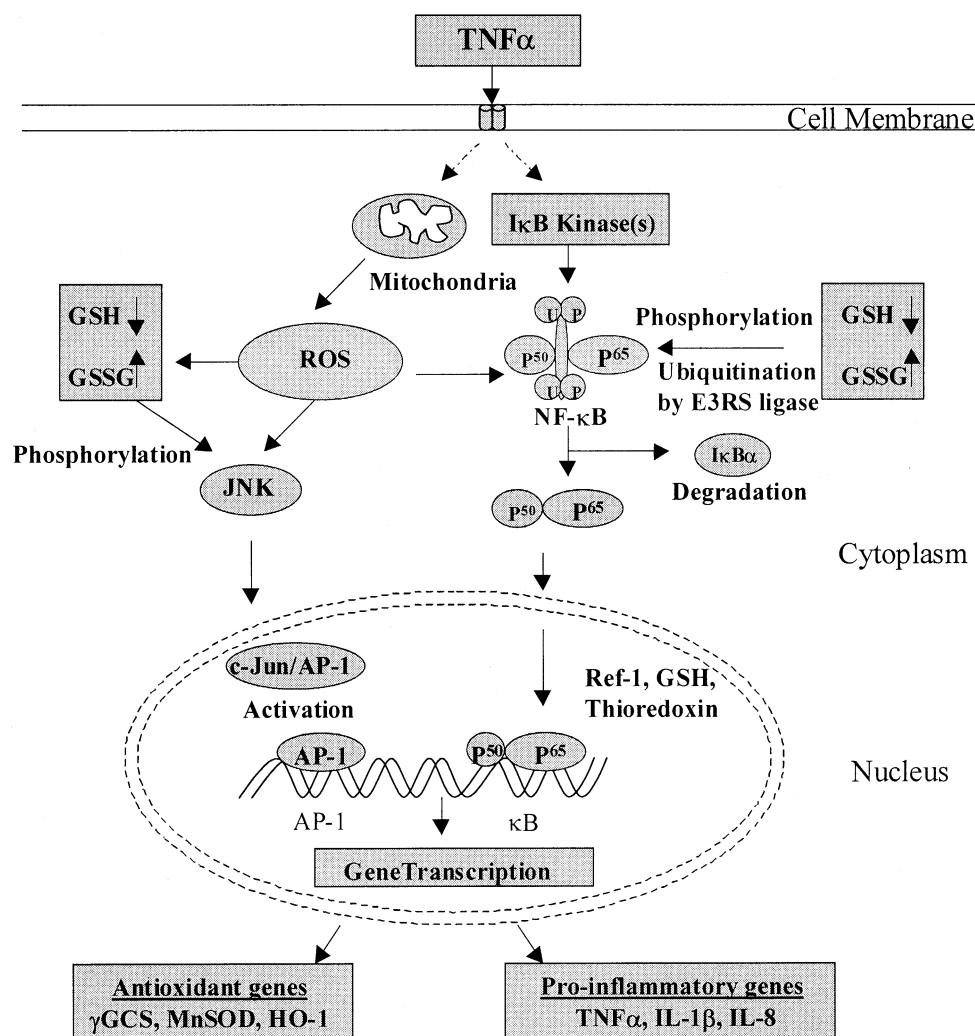 TNFα
Cell Membrane
IκB Kinase(s)
Mitochondria
GSH
GSSG
ROS
U P
P50 P65
U P
NF-κB
Phosphorylation
Ubiquitination
by E3RS ligase
GSH
GSSG
Phosphorylation
JNK
IκBα
Degradation
P50 P65
Cytoplasm
c-Jun/AP-1
Activation
Ref-1, GSH,
Thioredoxin
AP-1
P50 P65
Nucleus
AP-1
κB
GeneTranscription
Antioxidant genes
γGCS, MnSOD, HO-1
Pro-inflammatory genes
TNFα, IL-1β, IL-8